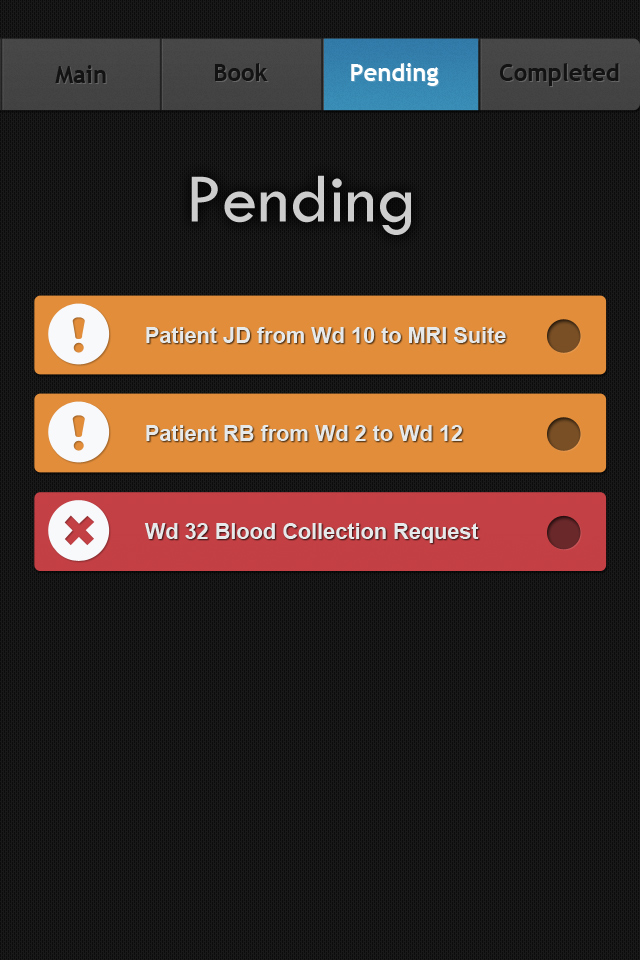 Main
Book
Pending
Completed
Pending
Patient JD from Wd 10 to MRI Suite
Patient RB from Wd 2 to Wd 12
Wd 32 Blood Collection Request